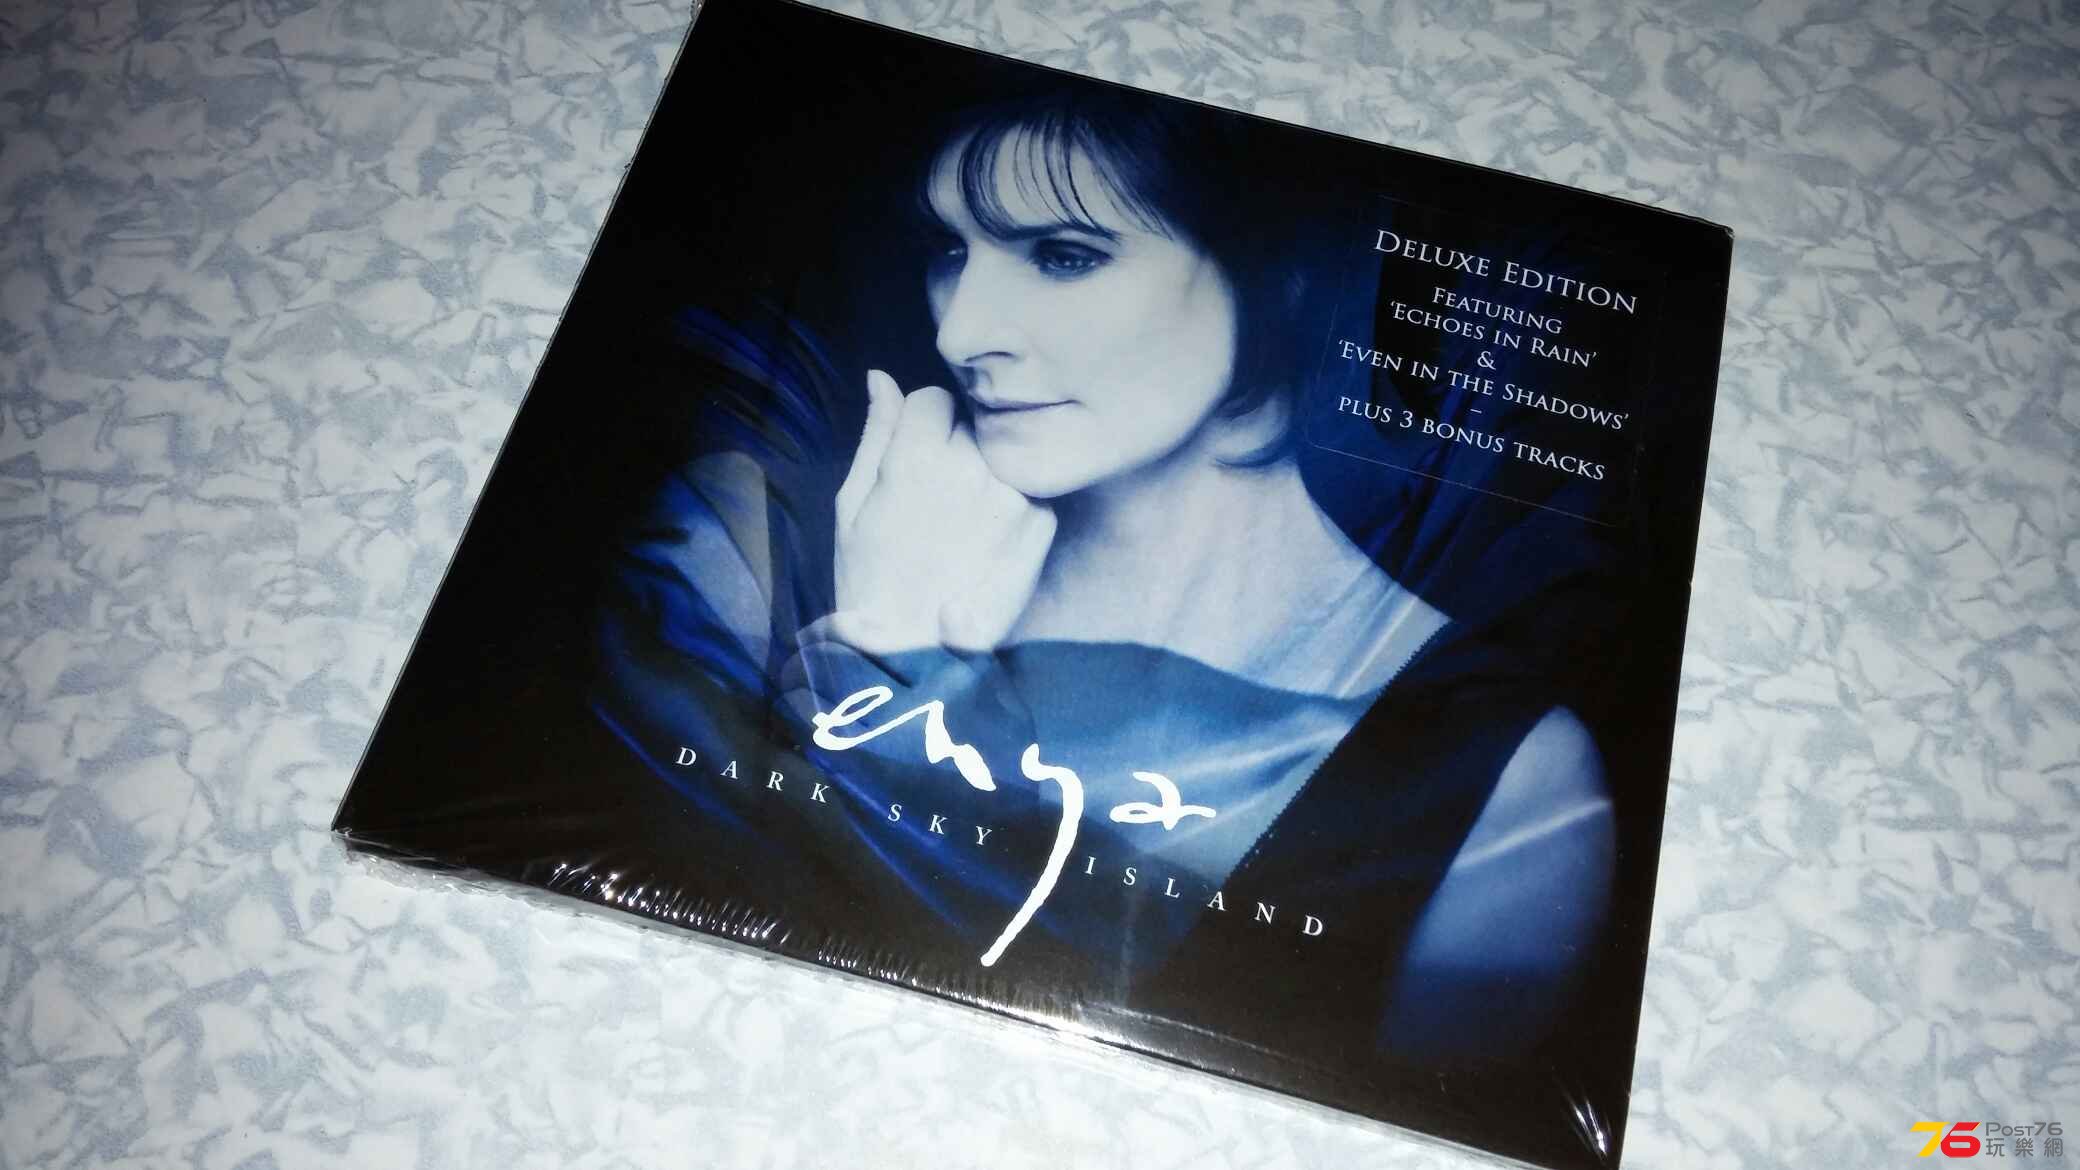 DELUXE EDITION
FEATURING
‘ECHOES IN RAIN’
&
‘EVEN IN THE SHADOWS’
–
PLUS 3 BONUS TRACKS
enya
DARK SKY ISLAND
76 POST76
玩樂網